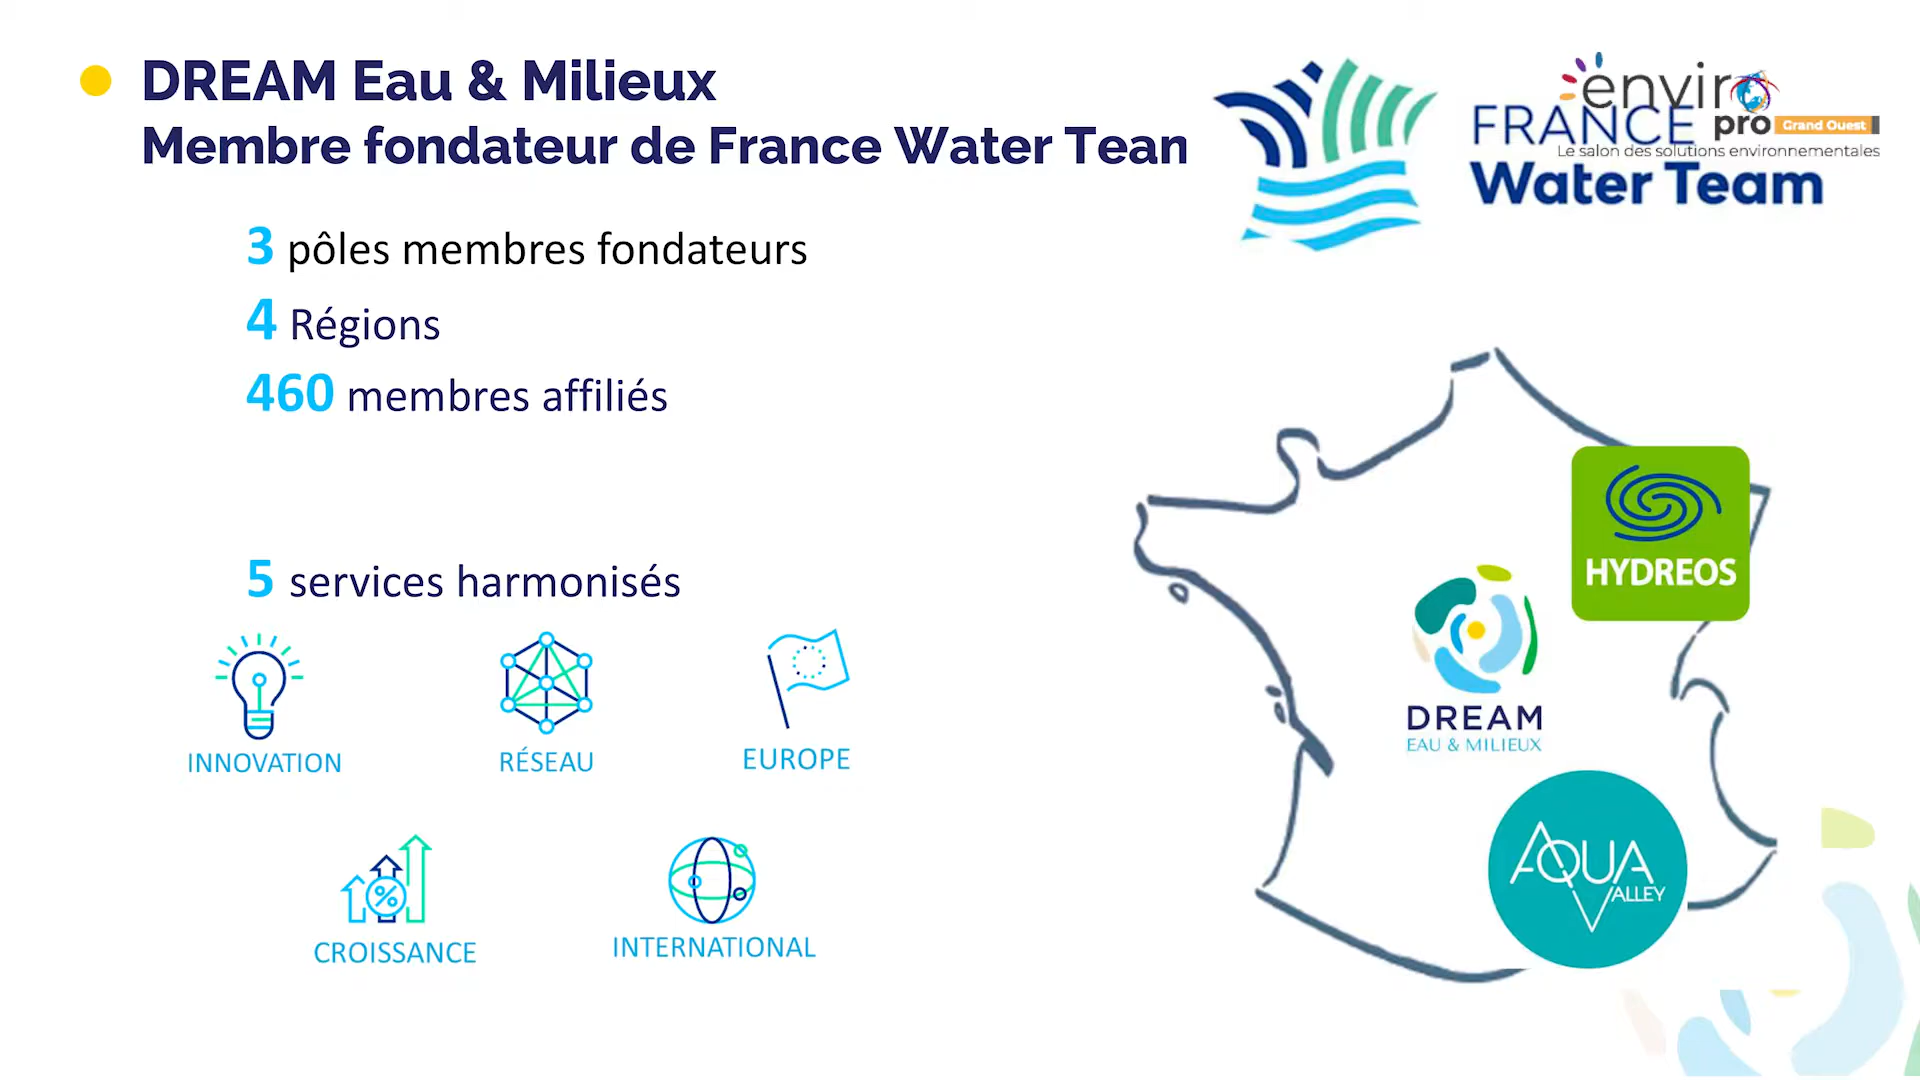 DREAM Eau & Milieux
Membre fondateur de France Water Tean
FRANCE
Water Team
enviro
pro Grand Ouest
Le salon des solutions environnementales
3 pôles membres fondateurs
4 Régions
460 membres affiliés
5 services harmonisés
INNOVATION
RÉSEAU
EUROPE
CROISSANCE
INTERNATIONAL
HYDREOS
DREAM
EAU & MILIEUX
AQUA
VALLEY